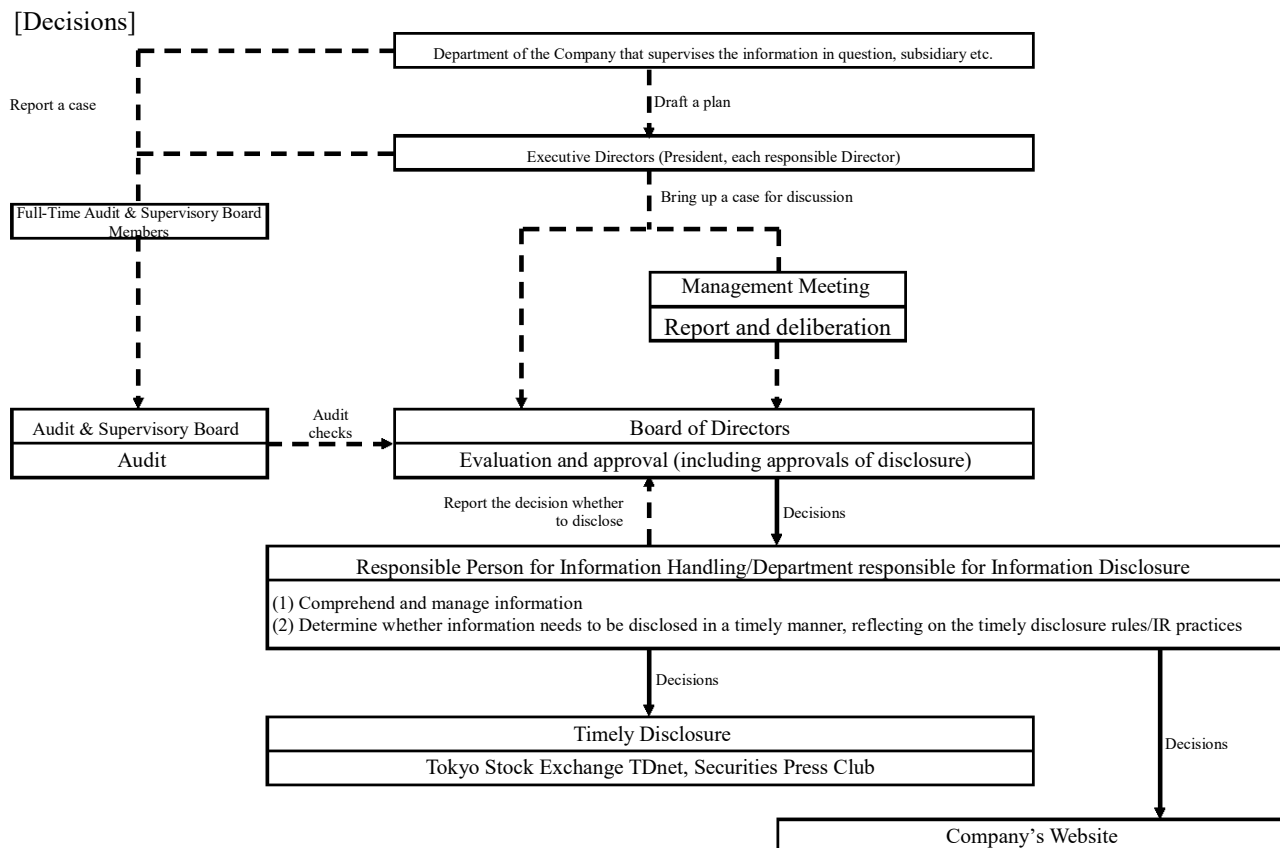 [Decisions]
Department of the Company that supervises the information in question, subsidiary etc.
Report a case
Draft a plan
Executive Directors (President, each responsible Director)
Bring up a case for discussion
Full-Time Audit & Supervisory Board
Members
Management Meeting
Report and deliberation
Audit & Supervisory Board
Audit
Audit
checks
Board of Directors
Evaluation and approval (including approvals of disclosure)
Report the decision whether
to disclose
Decisions
Responsible Person for Information Handling/Department responsible for Information Disclosure
(1) Comprehend and manage information
(2) Determine whether information needs to be disclosed in a timely manner, reflecting on the timely disclosure rules/IR practices
Decisions
Timely Disclosure
Tokyo Stock Exchange TDnet, Securities Press Club
Decisions
Company’s Website